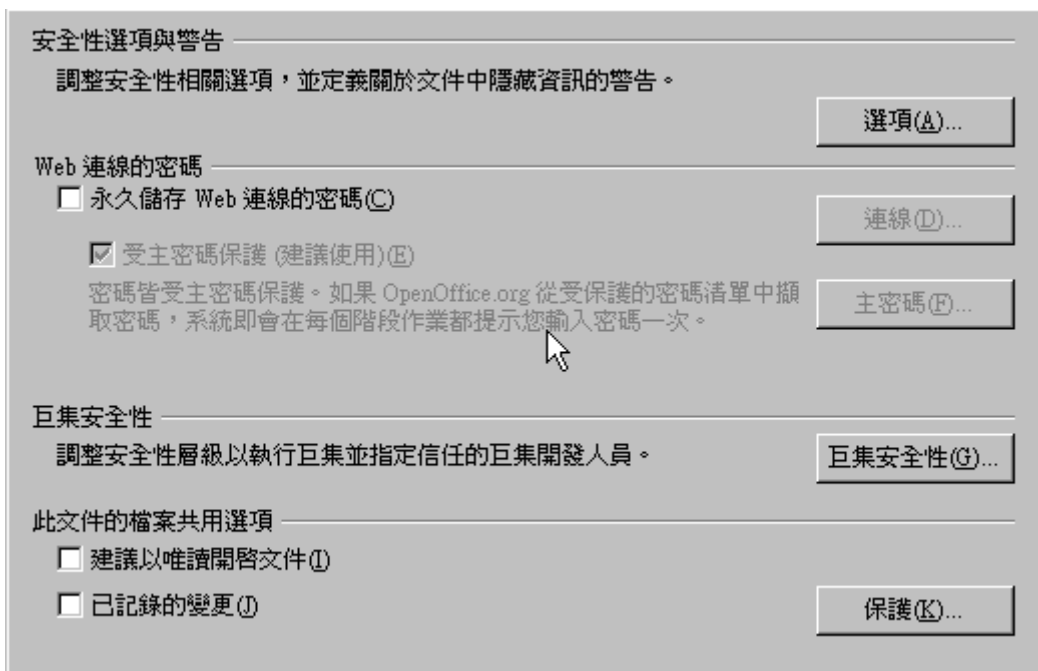 安全性選項與警告
調整安全性相關選項，並定義關於文件中隱藏資訊的警告。
選項(A)...
Web 連線的密碼
永久儲存 Web 連線的密碼(C)
連線(D)...
受主密碼保護 (建議使用)(E)
密碼皆受主密碼保護。如果 OpenOffice.org 從受保護的密碼清單中擷
取密碼，系統即會在每個階段作業都提示您輸入密碼一次。
主密碼(F)...
巨集安全性
調整安全性層級以執行巨集並指定信任的巨集開發人員。
巨集安全性(G)...
此文件的檔案共用選項
建議以唯讀開啓文件(I)
已記錄的變更(J)
保護(K)...